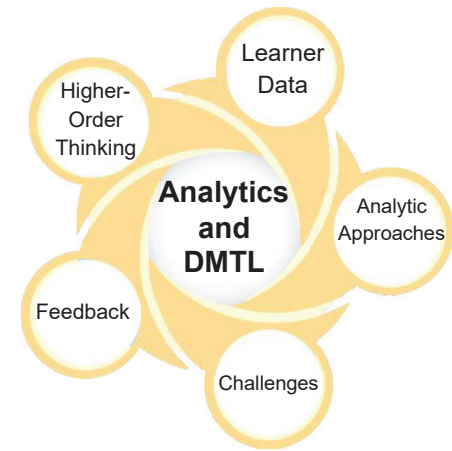 Learner
Data
Higher-
Order
Thinking
Analytics
and
DMTL
Analytic
Approaches
Feedback
Challenges